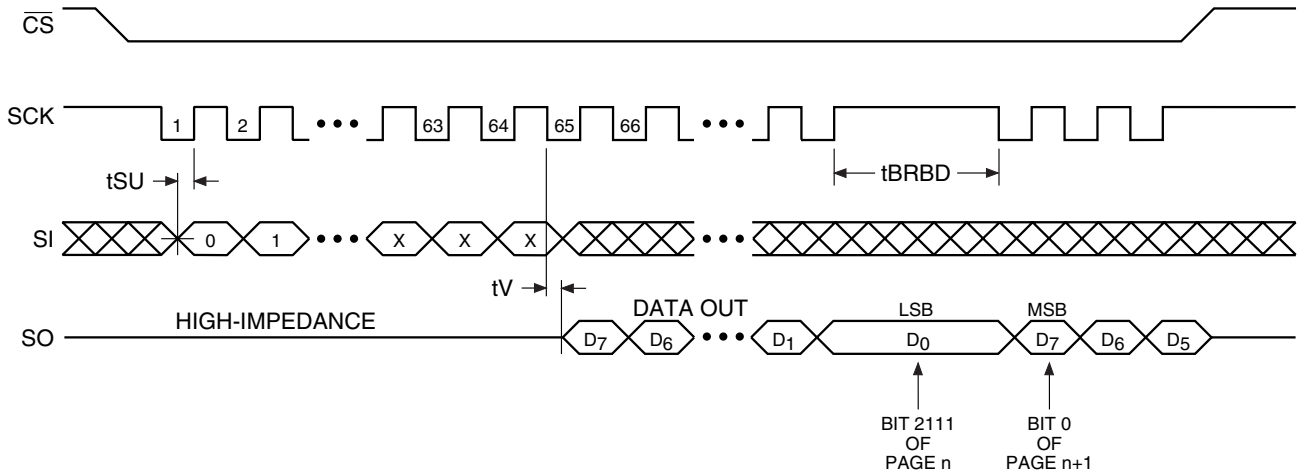 CS
SCK
1 2 63 64 65 66
tSU
tBRBD
SI
0 1 X X X
tV
HIGH-IMPEDANCE
DATA OUT
LSB
MSB
SO
D7 D6 D1 D0 D7 D6 D5
BIT 2111
OF
PAGE n
BIT 0
OF
PAGE n+1